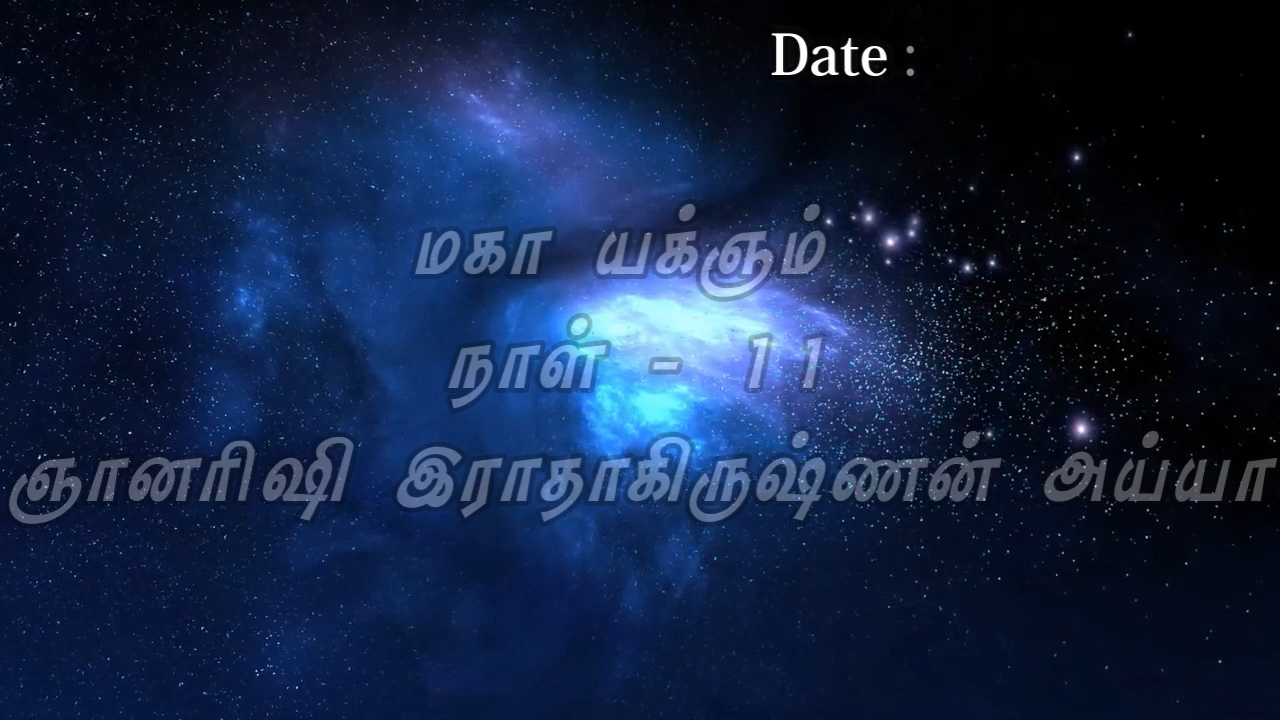 Date :
மகா யக்ஞம்
நாள் - 11
ஞானரிஷி இராதாகிருஷ்ணன் அய்யா